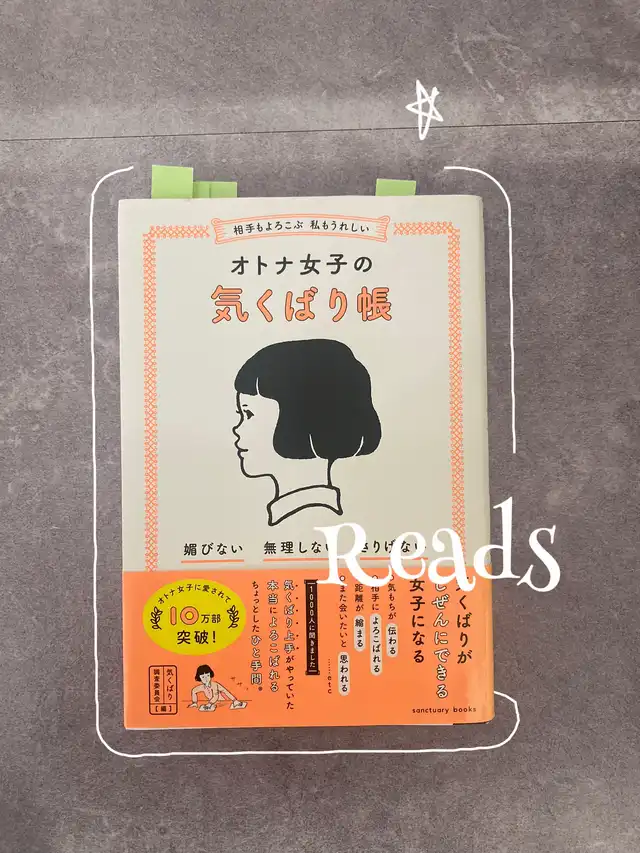 相手もよろこぶ 私もうれしい
オトナ女子の
気くばり帳
媚びない 無理しない さりげない
Reads
くばりが
しぜんにできる
女子になる
気もちが 伝わる
相手に よろこばれる
距離が 縮まる
また会いたいと 思われる
……etc
1000人に聞きました
気くばり上手がやっていた
本当によろこばれる
ちょっとしたひと手間。
オトナ女子に愛されて
10万部
突破!
気くばり
調査委員会
【編】
sanctuary books